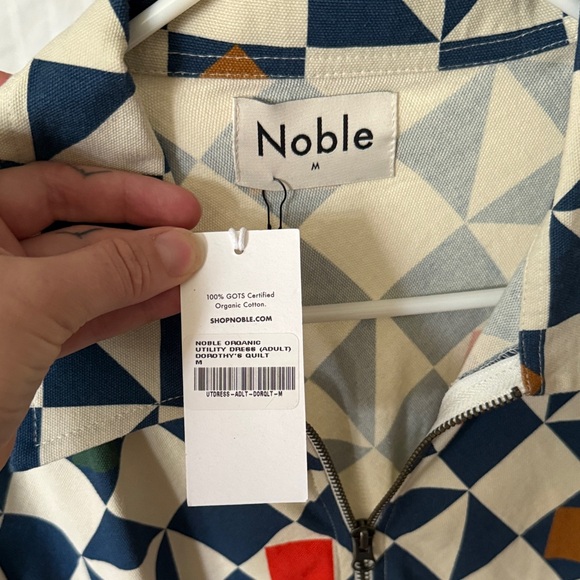 Noble
M
100% GOTS Certified
Organic Cotton.
SHOPNOBLE.COM
NOBLE ORGANIC
UTILITY DRESS (ADULT)
DOROTHY'S QUILT
M
UTDRESS-ADLT-DORQLT-M